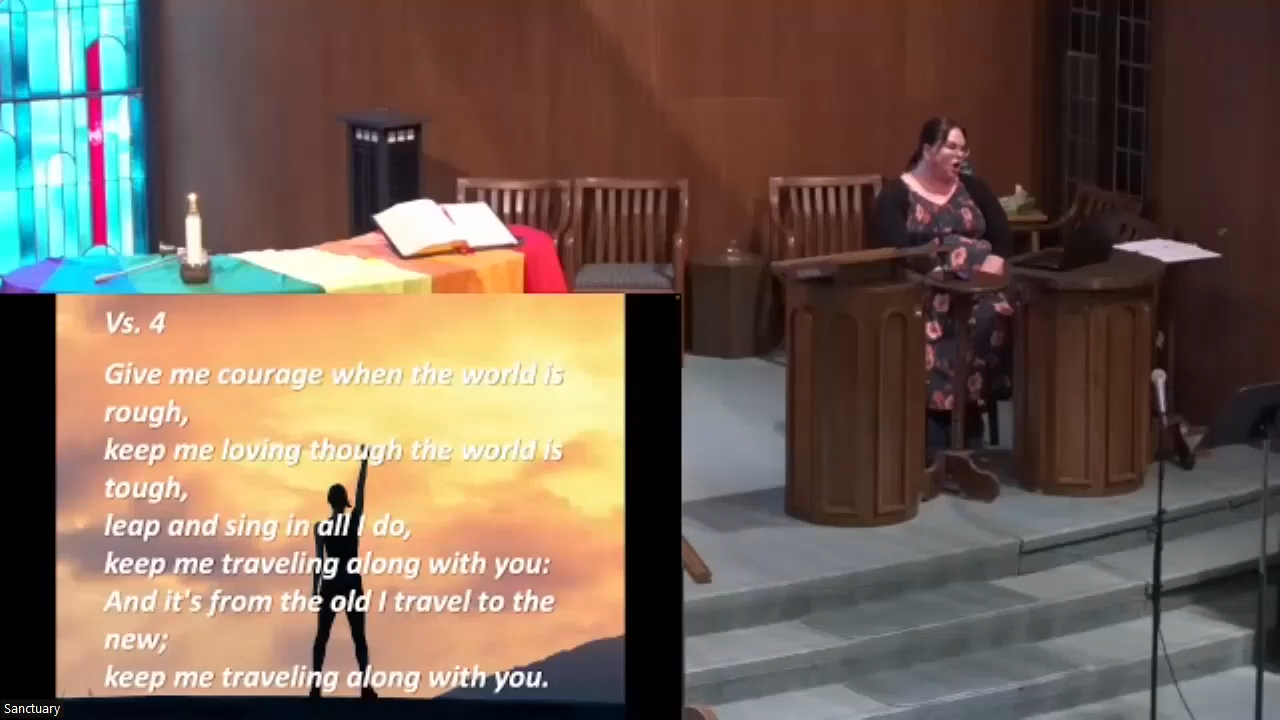 Vs. 4
Give me courage when the world is
rough,
keep me loving though the world is
tough,
leap and sing in all I do,
keep me traveling along with you:
And it's from the old I travel to the
new;
keep me traveling along with you.
Sanctuary